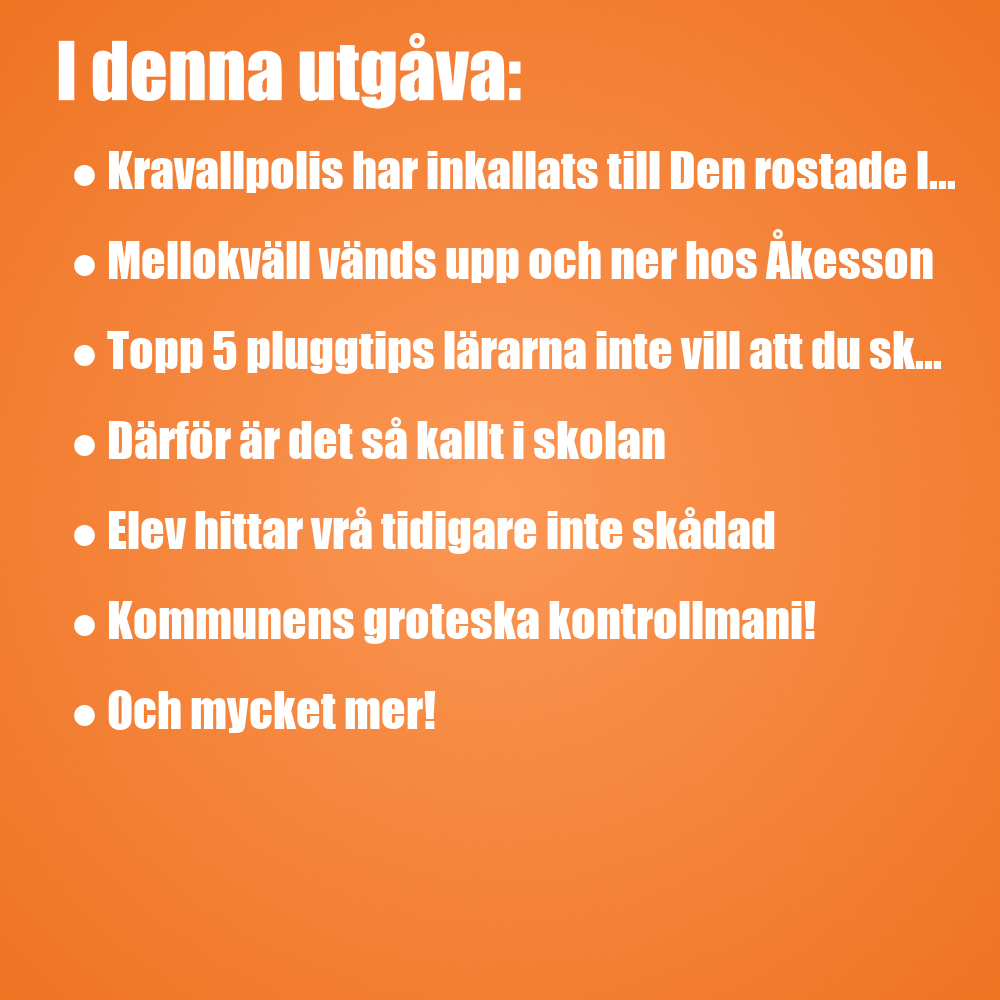 I denna utgåva:
• Kravallpolis har inkallats till Den rostade l...
• Mellokväll vänds upp och ner hos Åkesson
• Topp 5 pluggtips lärarna inte vill att du sk...
• Därför är det så kallt i skolan
• Elev hittar vrå tidigare inte skådad
• Kommunens groteska kontrollmani!
• Och mycket mer!